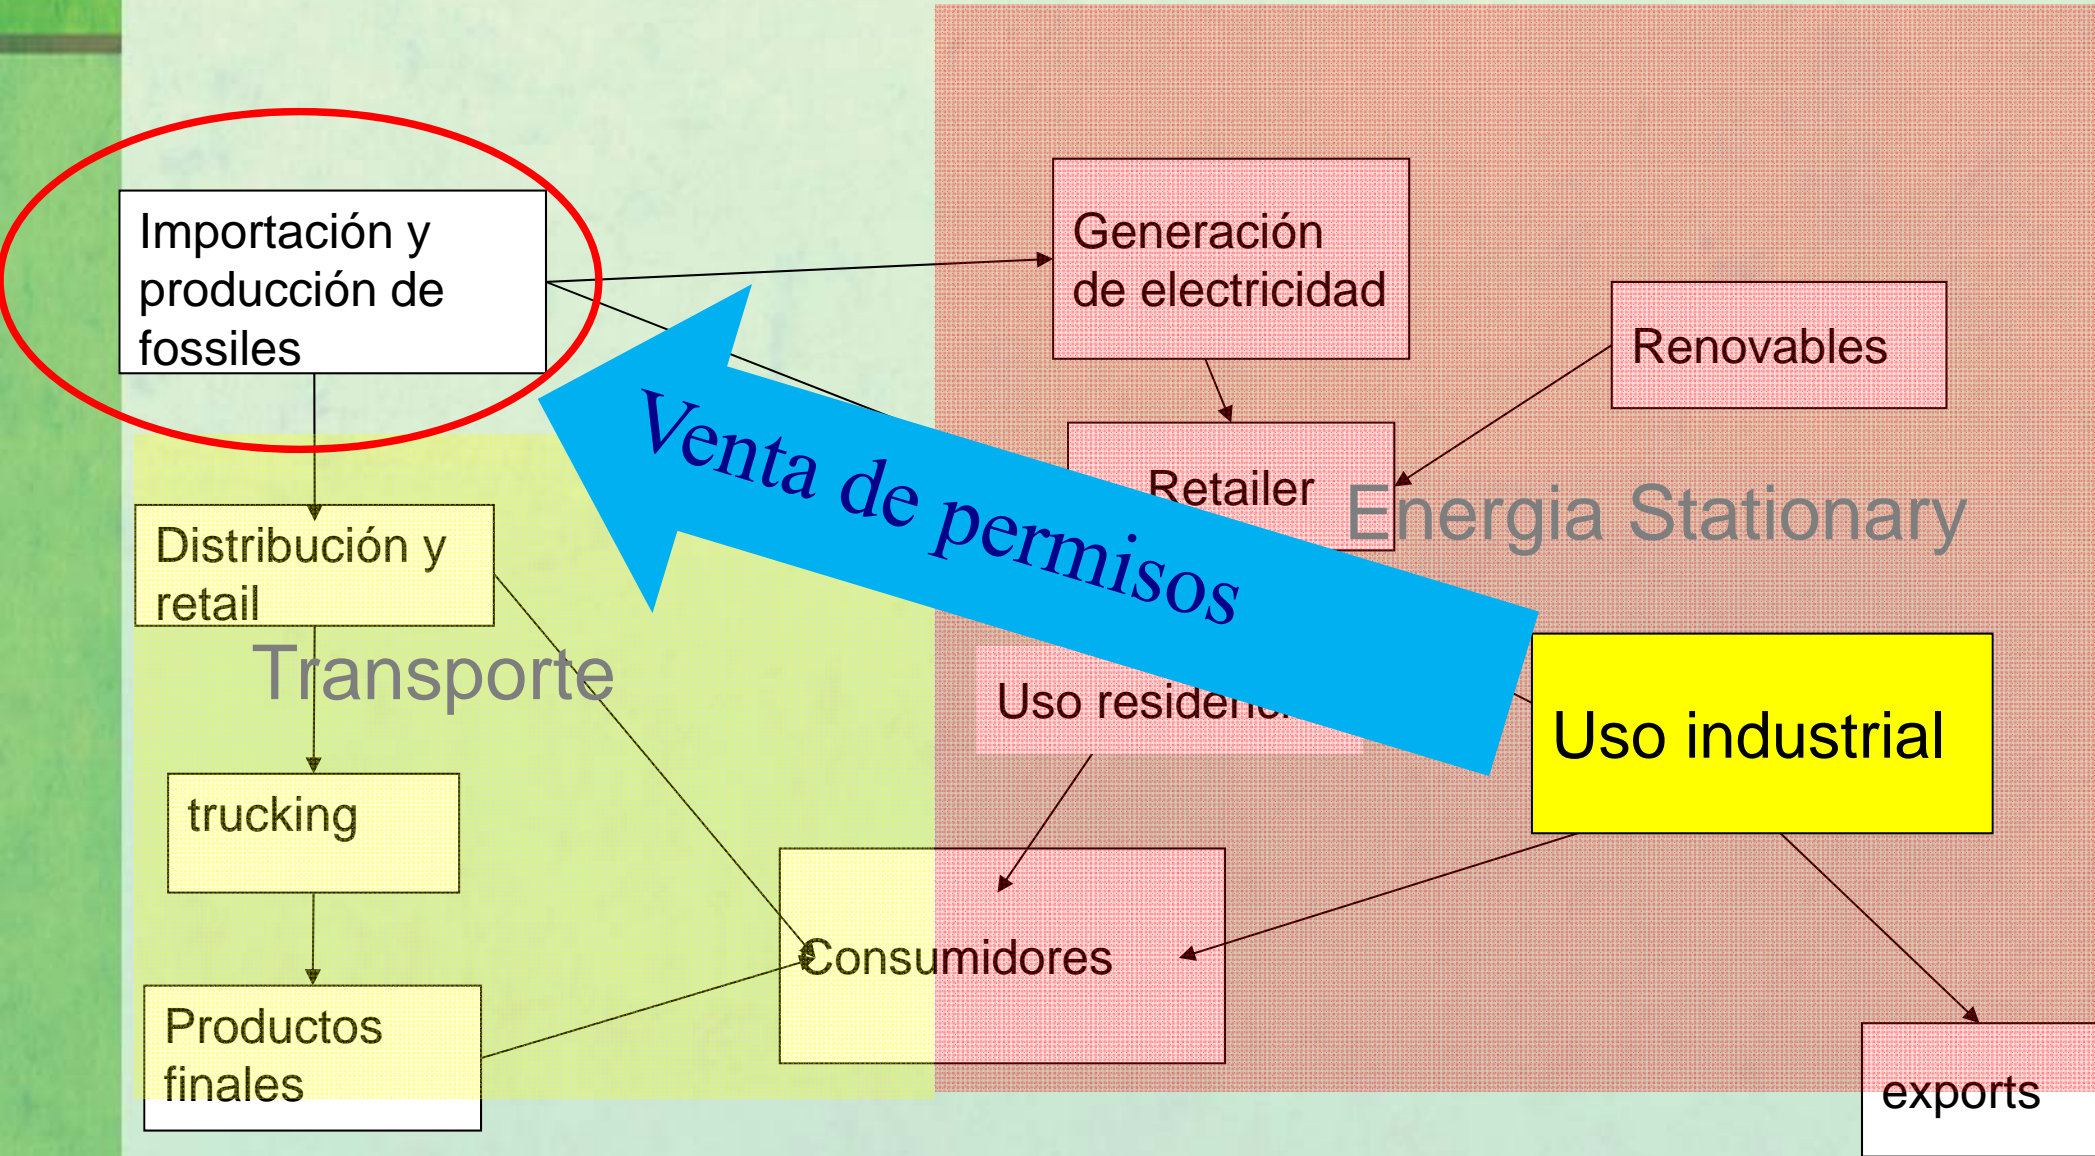 Importación y
producción de
fossiles
Generación
de electricidad
Renovables
Venta de permisos
Retailer
Energia Stationary
Distribución y
retail
Transporte
Uso
Uso industrial
trucking
Consumidores
Productos
finales
exports